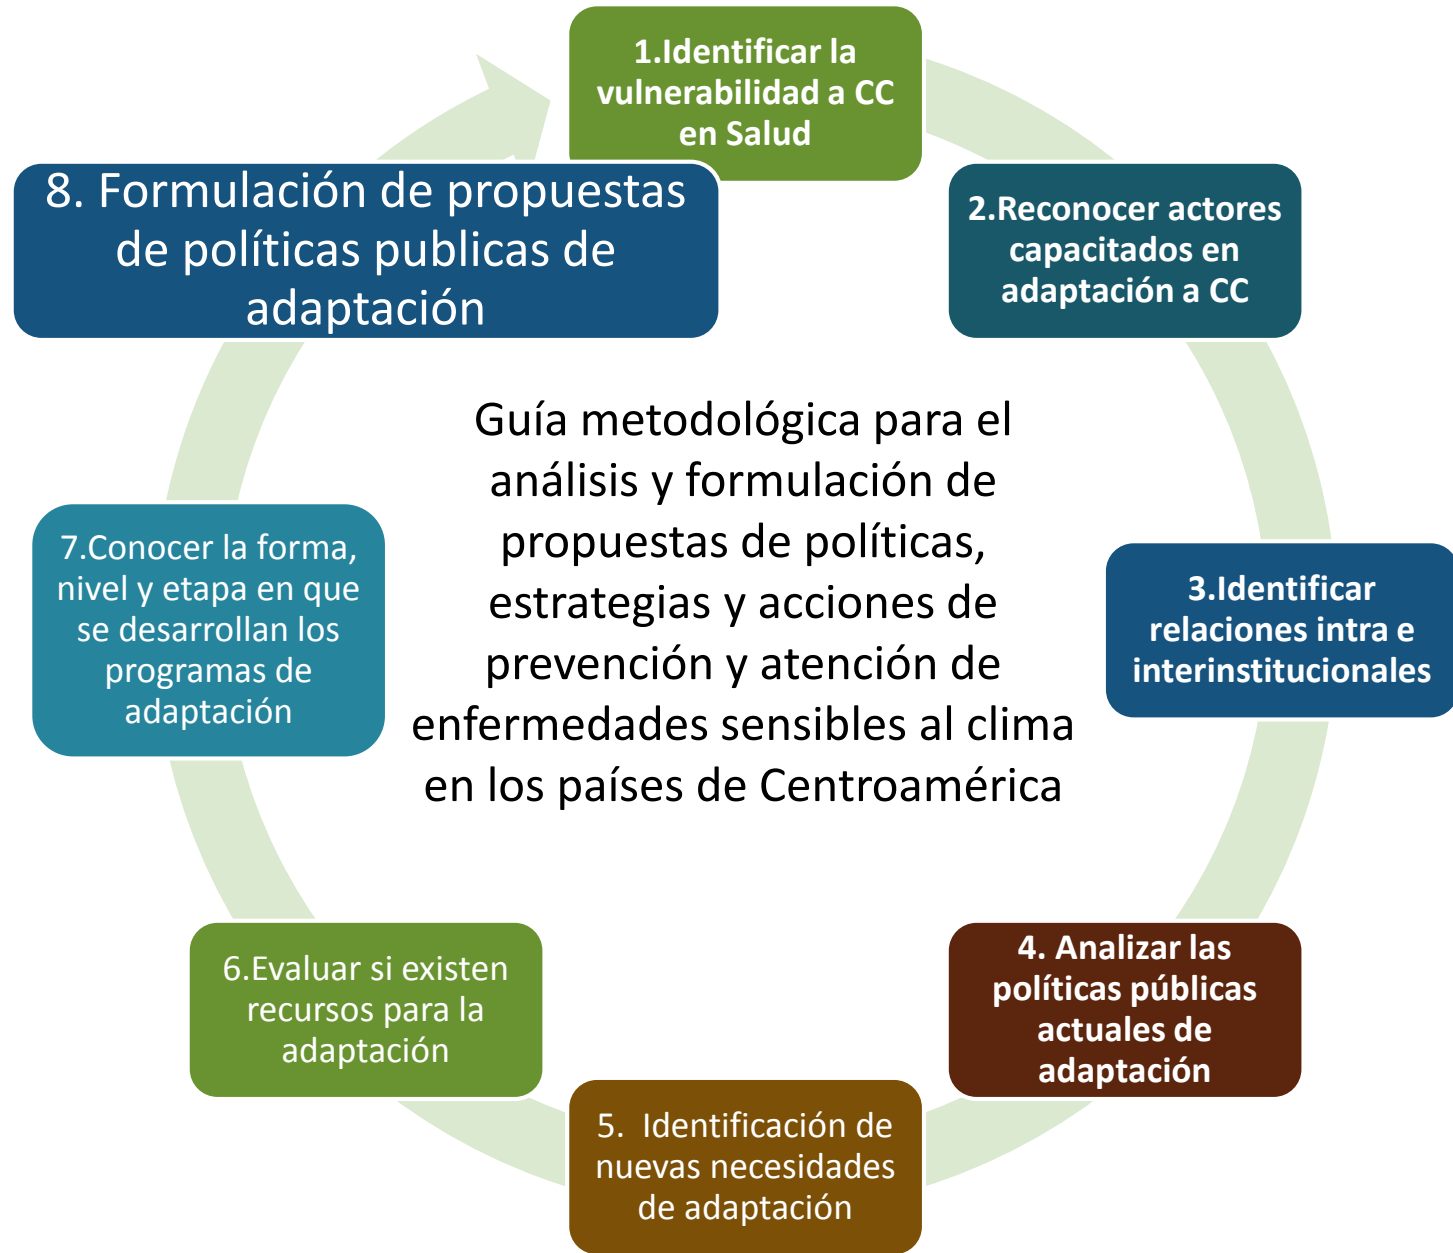 1.Identificar la
vulnerabilidad a CC
en Salud
2.Reconocer actores
capacitados en
adaptación a CC
3.Identificar
relaciones intra e
interinstitucionales
4. Analizar las
políticas públicas
actuales de
adaptación
5. Identificación de
nuevas necesidades
de adaptación
6.Evaluar si existen
recursos para la
adaptación
7.Conocer la forma,
nivel y etapa en que
se desarrollan los
programas de
adaptación
8. Formulación de propuestas
de políticas publicas de
adaptación
Guía metodológica para el
análisis y formulación de
propuestas de políticas,
estrategias y acciones de
prevención y atención de
enfermedades sensibles al clima
en los países de Centroamérica